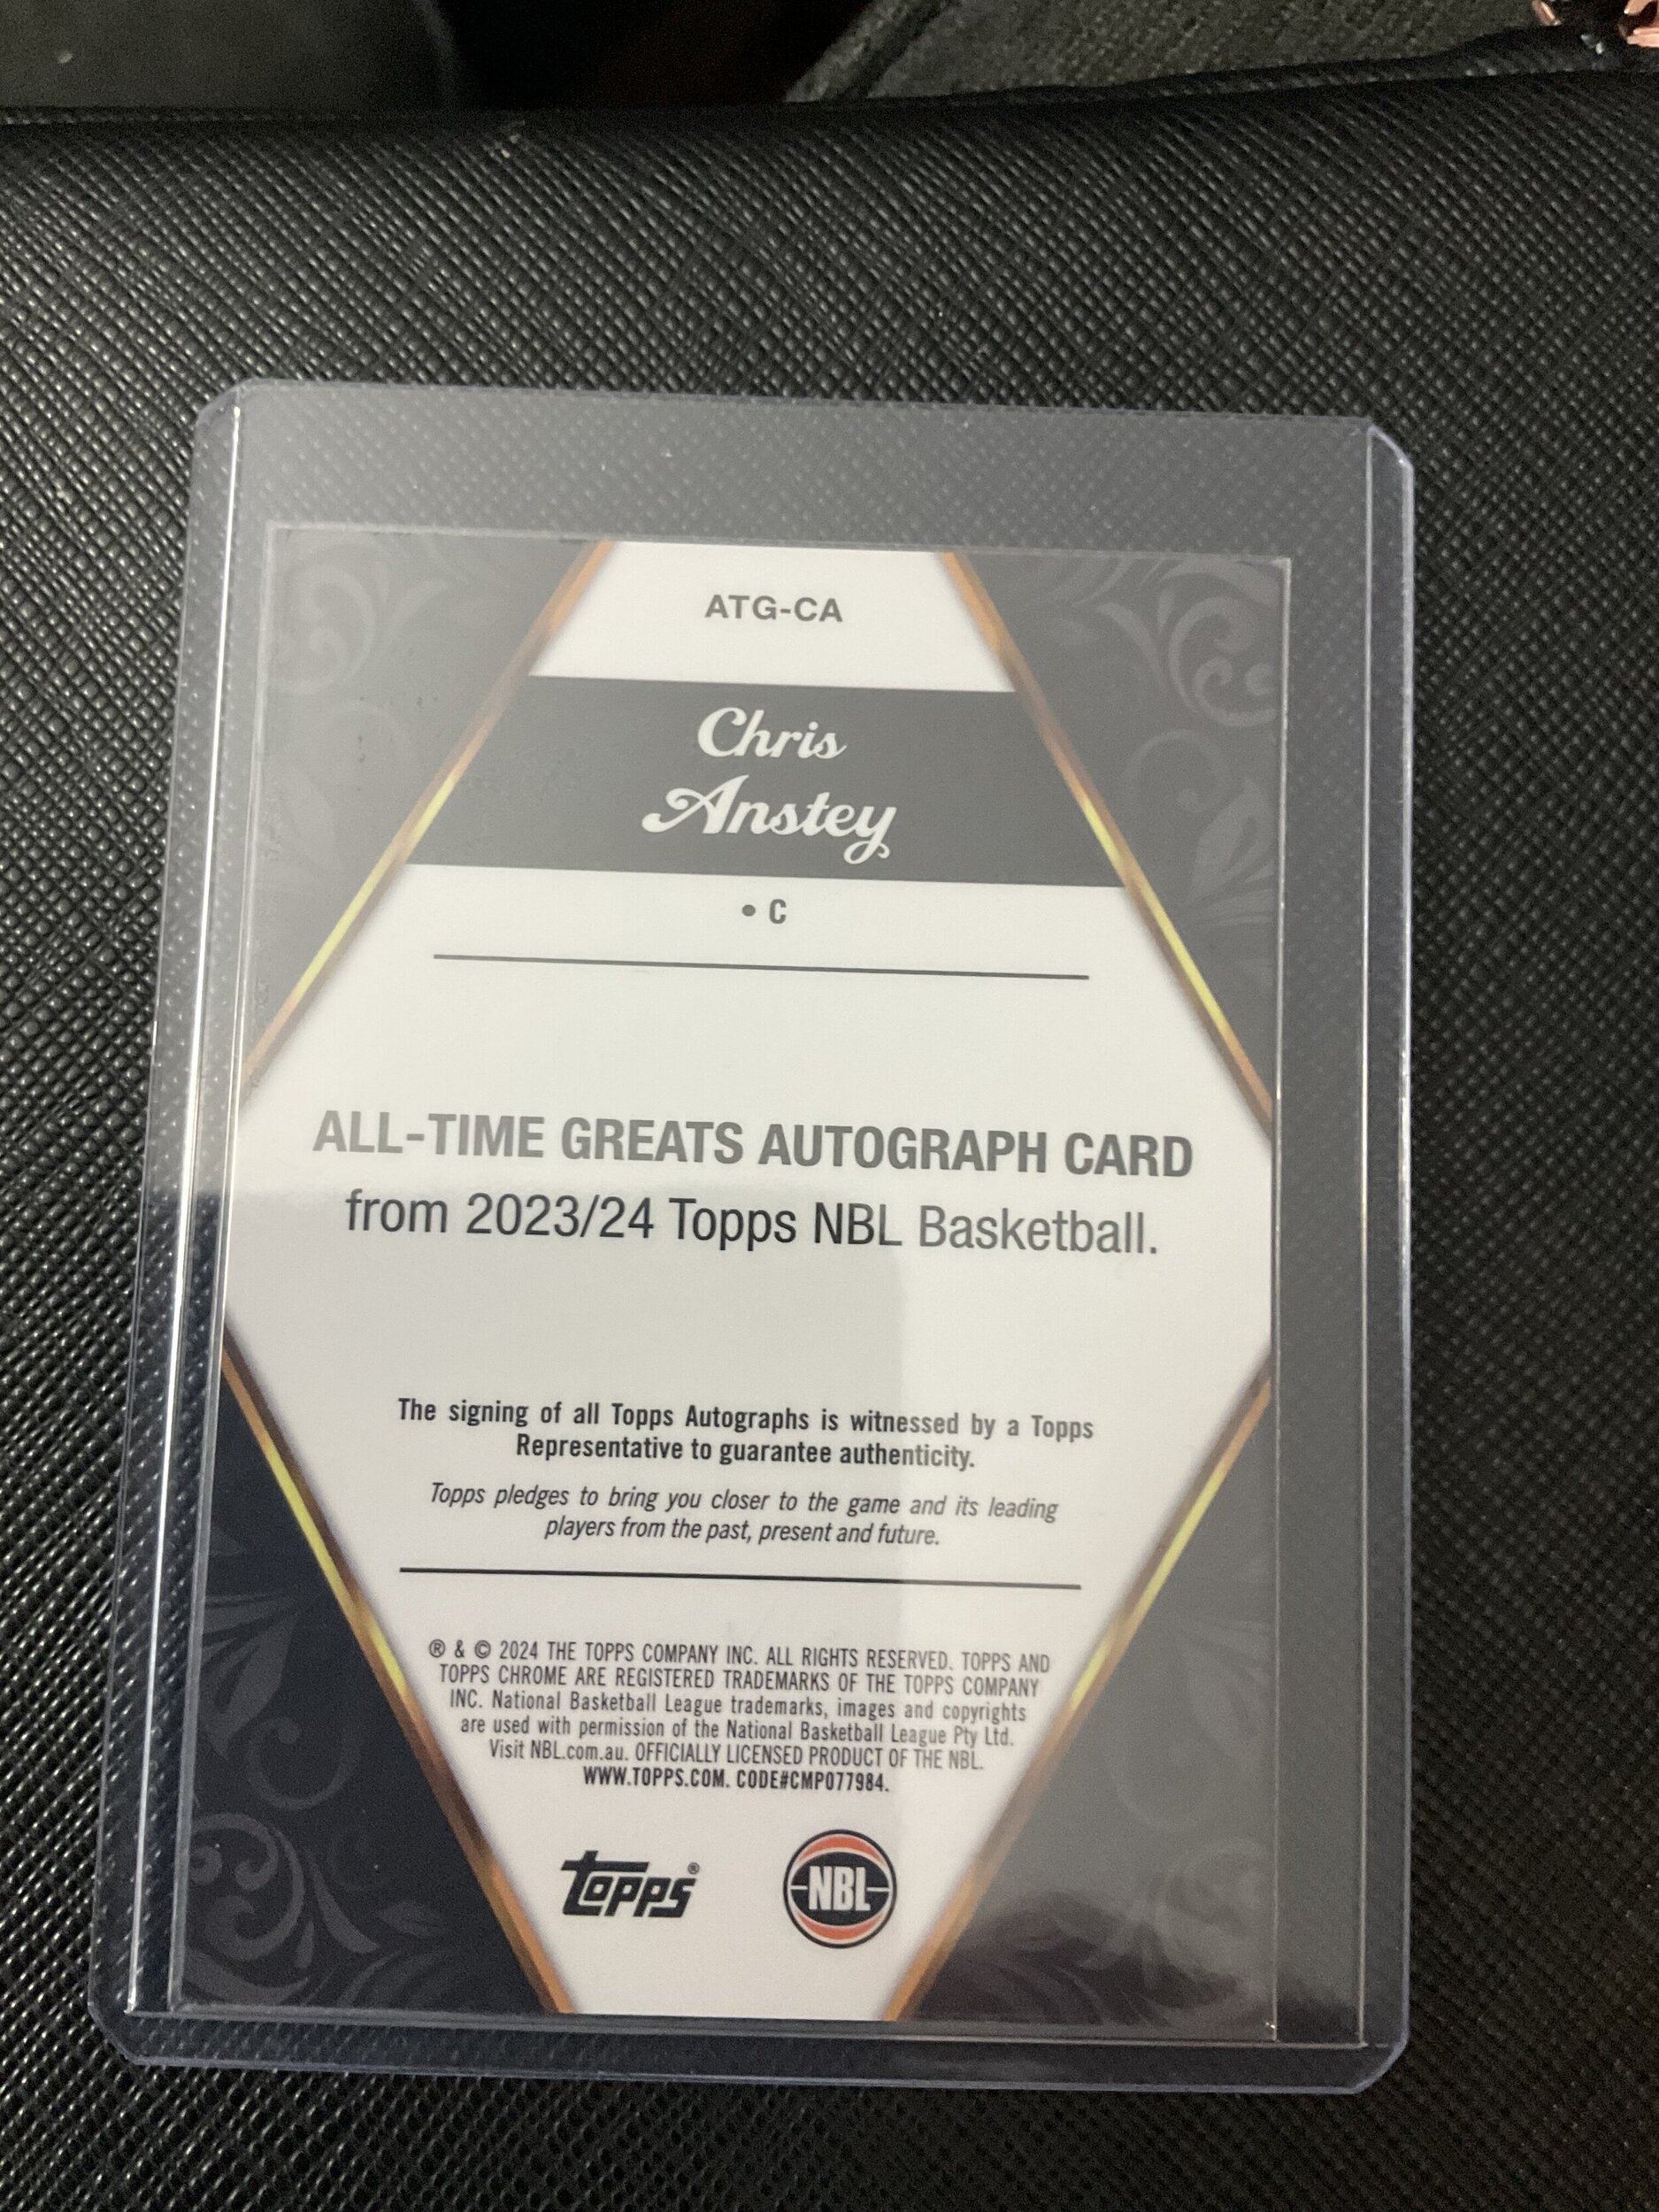 ATG-CA
Chris
Anstey
• C
ALL-TIME GREATS AUTOGRAPH CARD
from 2023/24 Topps NBL Basketball.
The signing of all Topps Autographs is witnessed by a Topps
Representative to guarantee authenticity.
Topps pledges to bring you closer to the game and its leading
players from the past, present and future.
® & © 2024 THE TOPPS COMPANY INC. ALL RIGHTS RESERVED. TOPPS AND
TOPPS CHROME ARE REGISTERED TRADEMARKS OF THE TOPPS COMPANY
INC. National Basketball League trademarks, images and copyrights
are used with permission of the National Basketball League Pty Ltd.
Visit NBL.com.au. OFFICIALLY LICENSED PRODUCT OF THE NBL.
WWW.TOPPS.COM. CODE#CMP077984.
topps® NBL